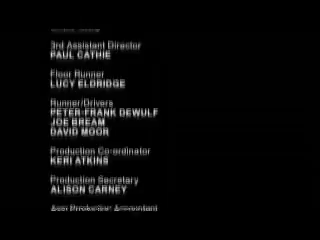 3rd Assistant Director
PAUL CATHIE
Floor Runner
LUCY ELDRIDGE
Runner/Drivers
PETER-FRANK DEWULF
JOE BREAM
DAVID MOOR
Production Co-ordinator
KERI ATKINS
Production Secretary
ALISON CARNEY